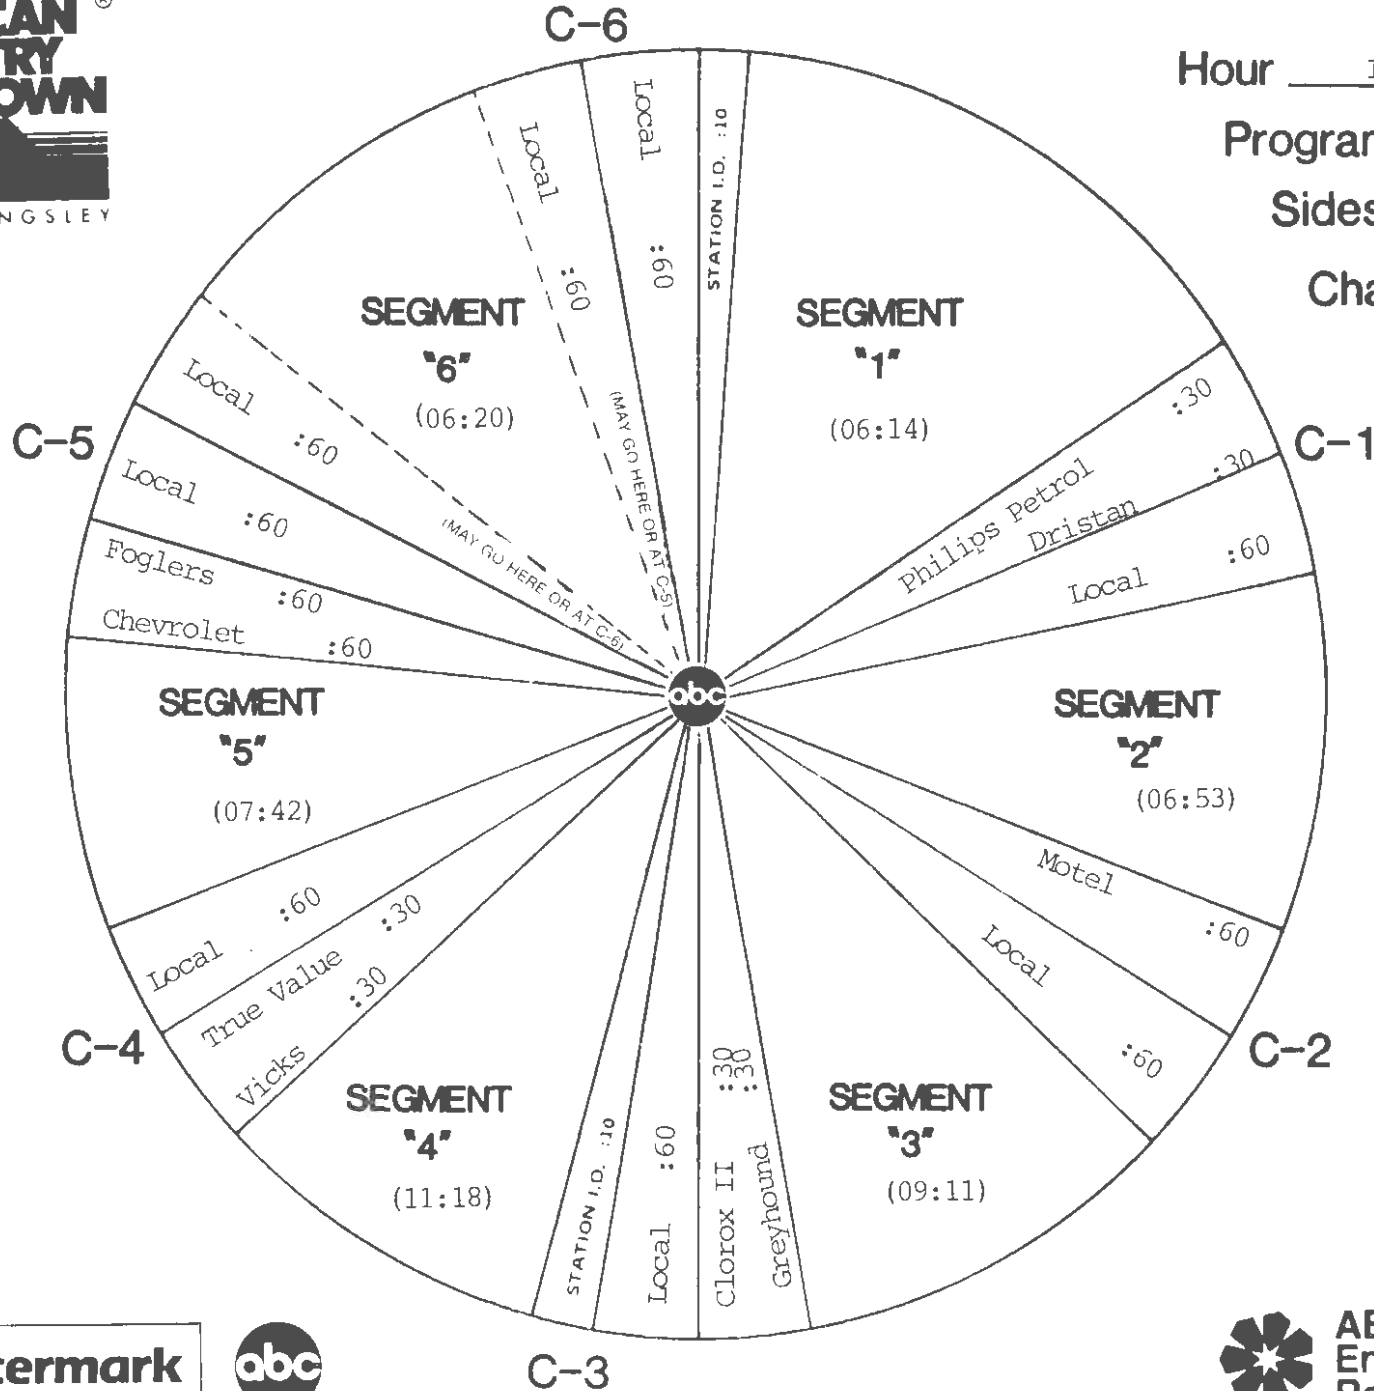 ®
C-6
Hour
STATION I.D. :10
SEGMENT
"1"
(06:14)
Philips Petrol :30
Dristan :30
C-1
Local :60
SEGMENT
"2"
(06:53)
Motel :60
C-2
Local :60
SEGMENT
"3"
(09:11)
Greyhound :30
Clorox II :30
C-3
Local :60
STATION I.D. :10
SEGMENT
"4"
(11:18)
Vicks :30
True Value :30
C-4
Local :60
SEGMENT
"5"
(07:42)
Chevrolet :60
Foglers :60
C-5
Local :60
Local :60
(MAY GO HERE OR AT C-6)
SEGMENT
"6"
(06:20)
Local :60
(MAY GO HERE OR AT C-5)
Local :60
abc
abc